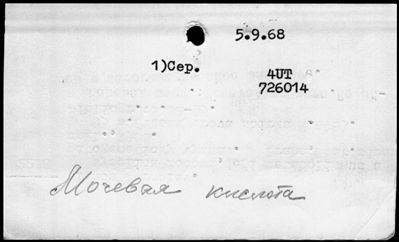 5.9.68
1)Сер. 4UT
726014
Мочевая кислота